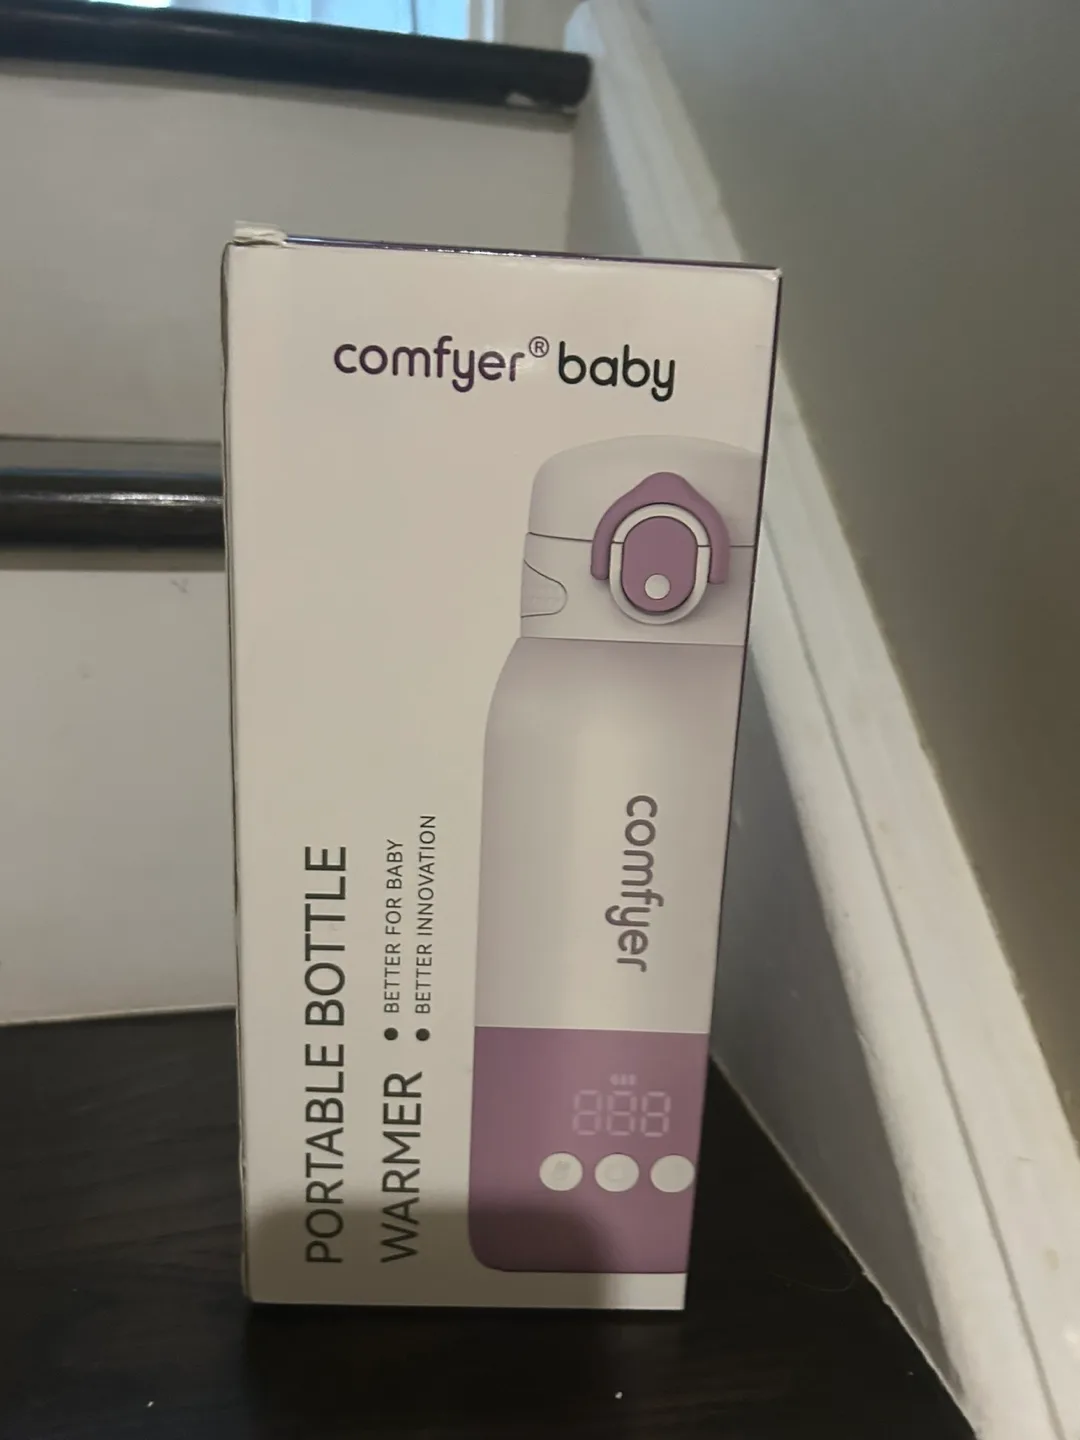 comfyer® baby
comfyer
888
PORTABLE BOTTLE
WARMER
• BETTER FOR BABY
• BETTER INNOVATION